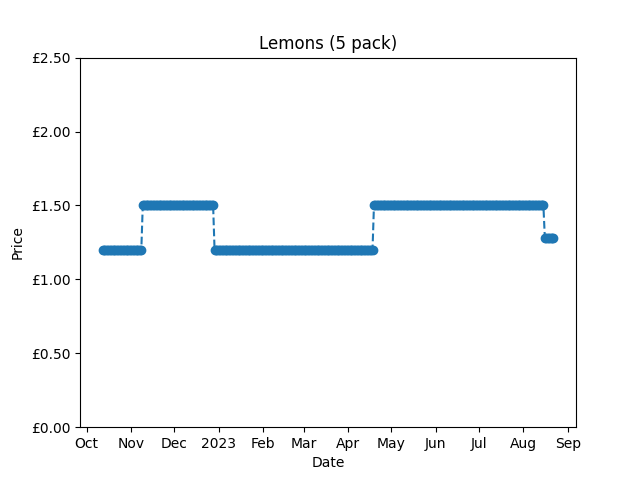 Lemons (5 pack)
£2.50
£2.00
£1.50
£1.00
£0.50
£0.00
Price
Oct Nov Dec 2023 Feb Mar Apr May Jun Jul Aug Sep
Date